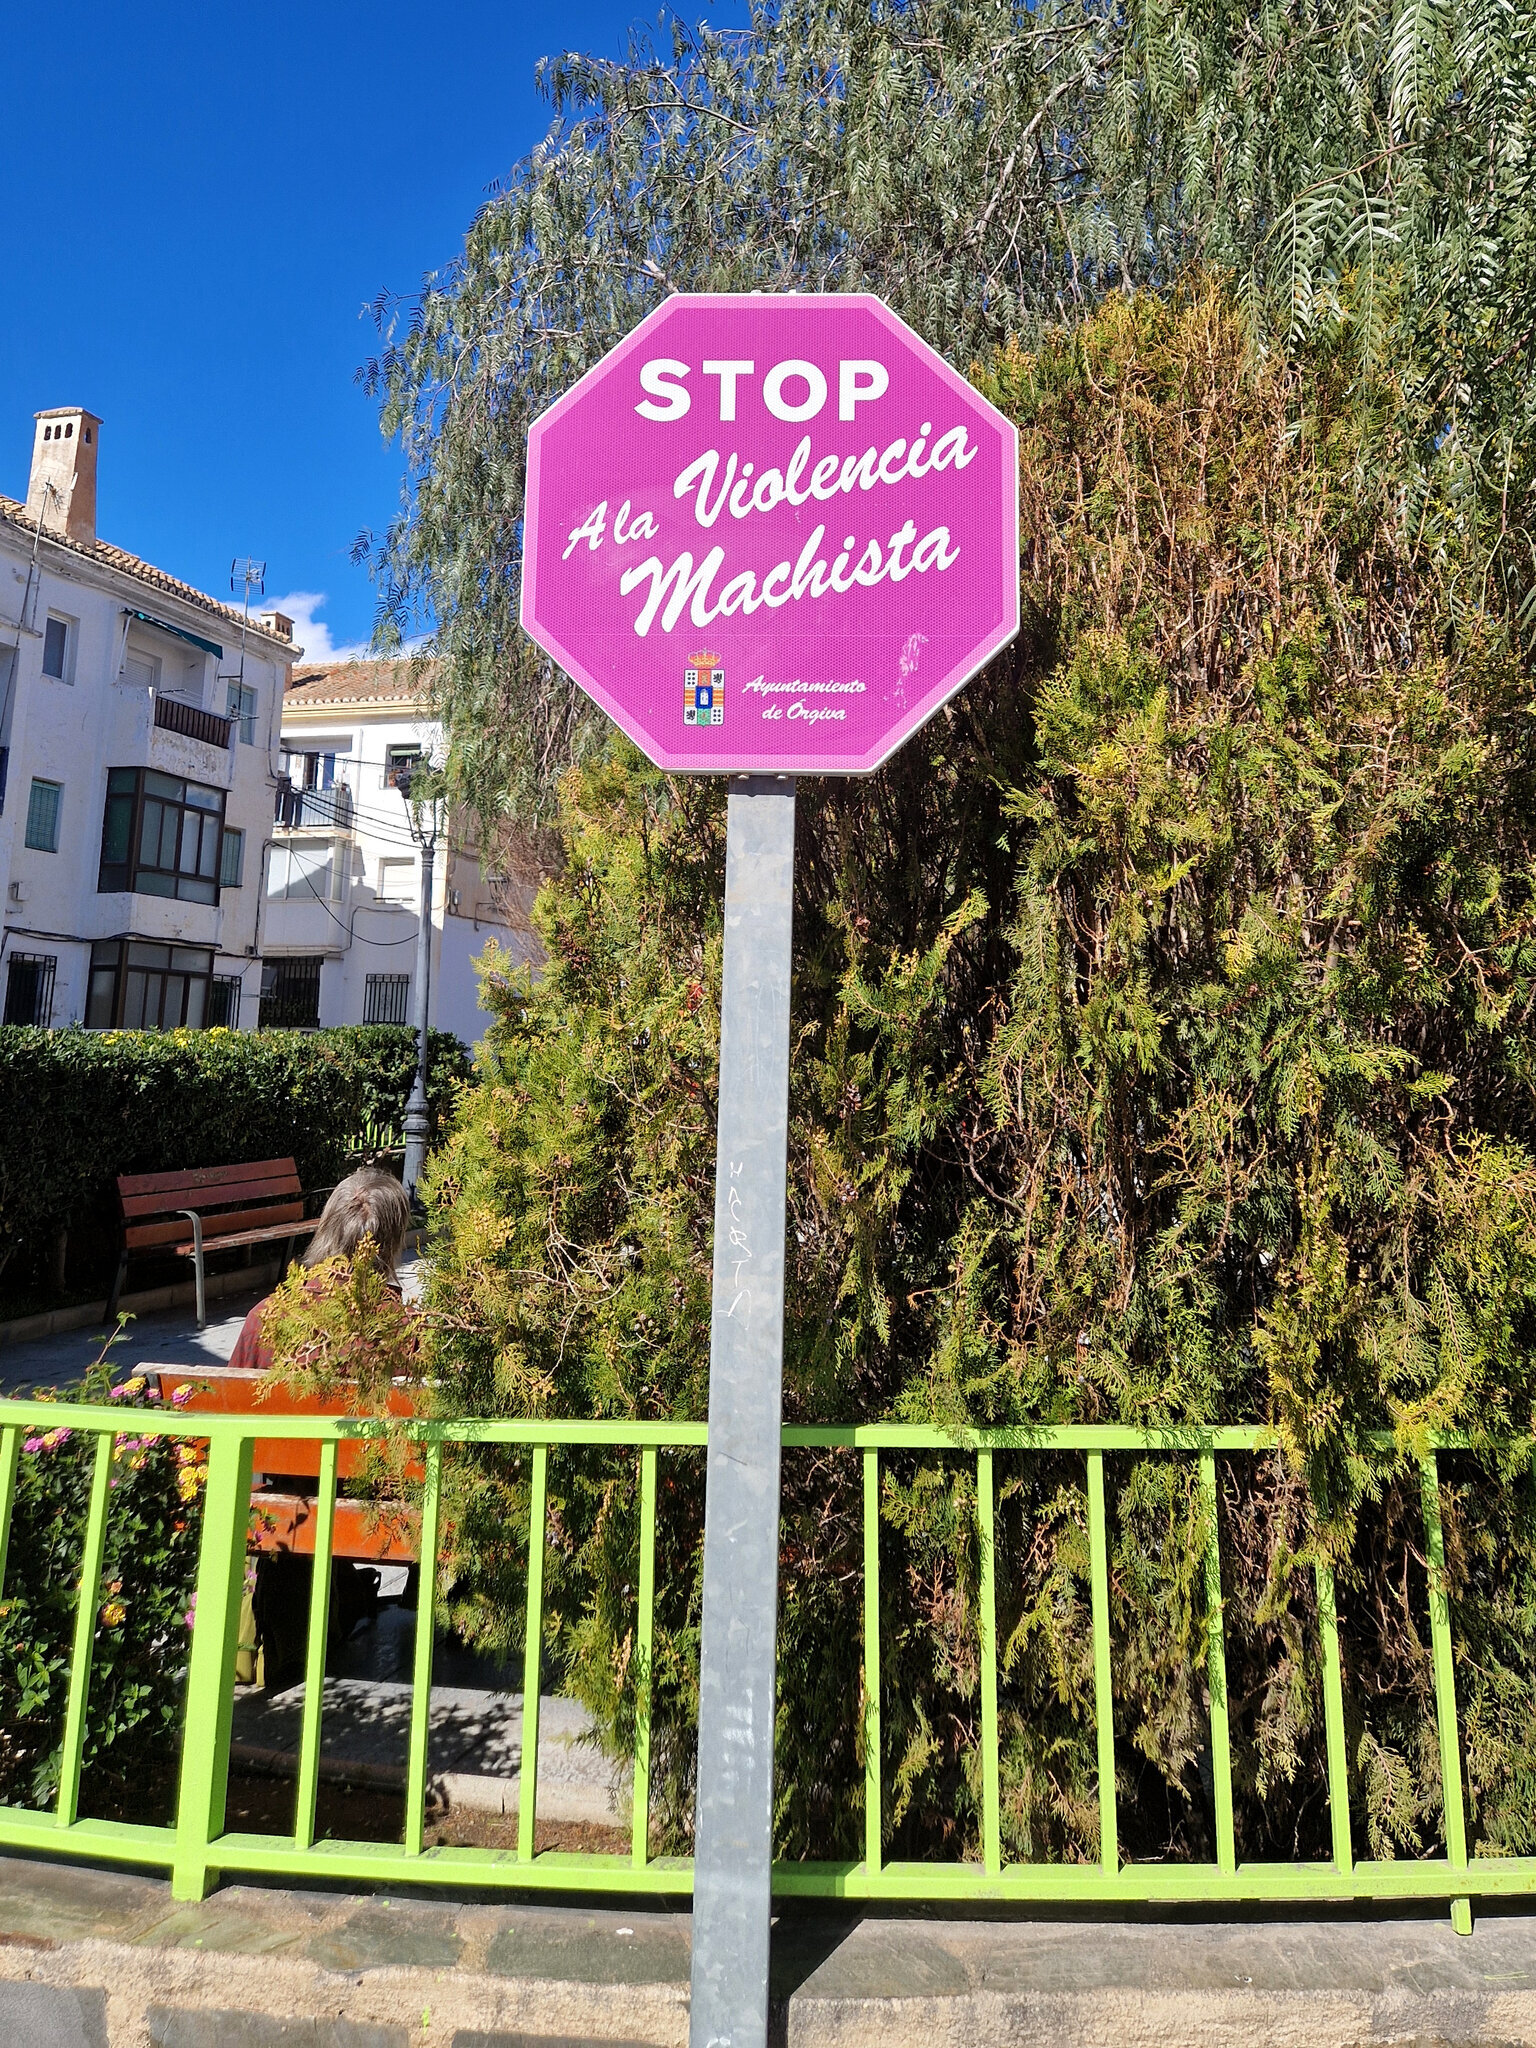 STOP
A la Violencia
Machista
Ayuntamiento
de Órgiva